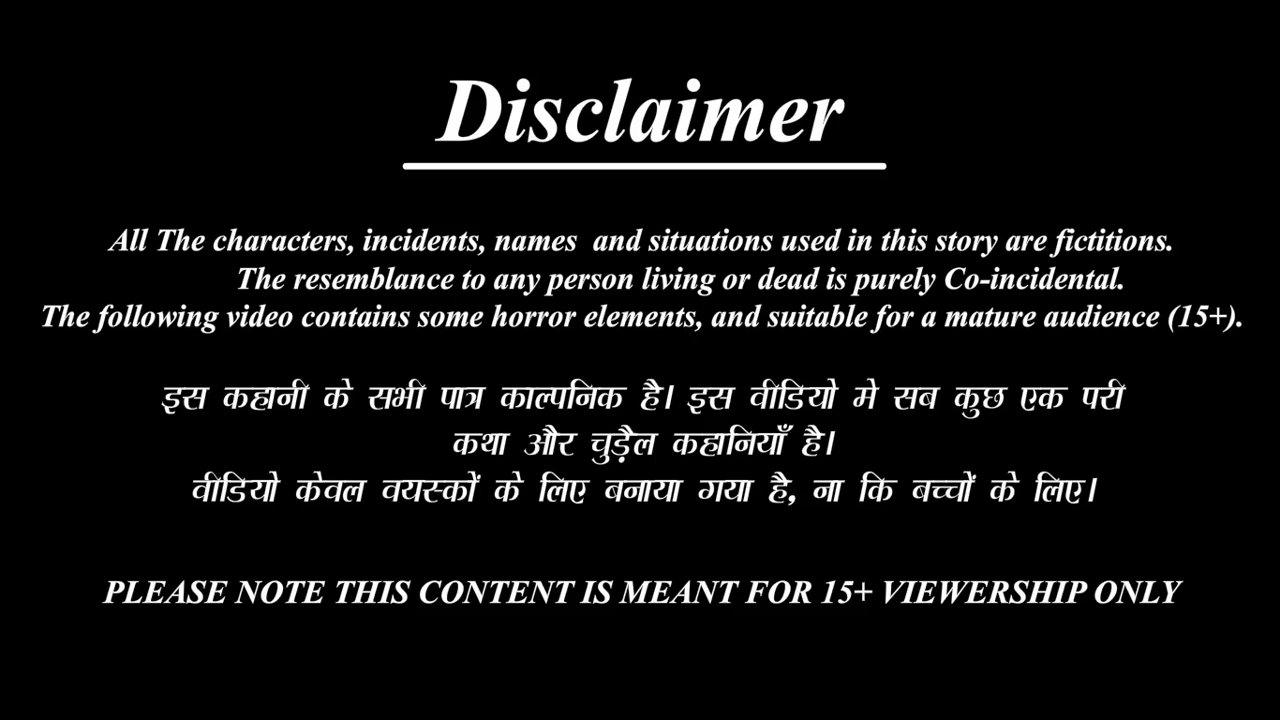 Disclaimer
All The characters, incidents, names and situations used in this story are fictitions.
The resemblance to any person living or dead is purely Co-incidental.
The following video contains some horror elements, and suitable for a mature audience (15+).
इस कहानी के सभी पात्र काल्पनिक है। इस वीडियो मे सब कुछ एक परी
कथा और चुड़ैल कहानियाँ है।
वीडियो केवल वयस्कों के लिए बनाया गया है, ना कि बच्चों के लिए।
PLEASE NOTE THIS CONTENT IS MEANT FOR 15+ VIEWERSHIP ONLY